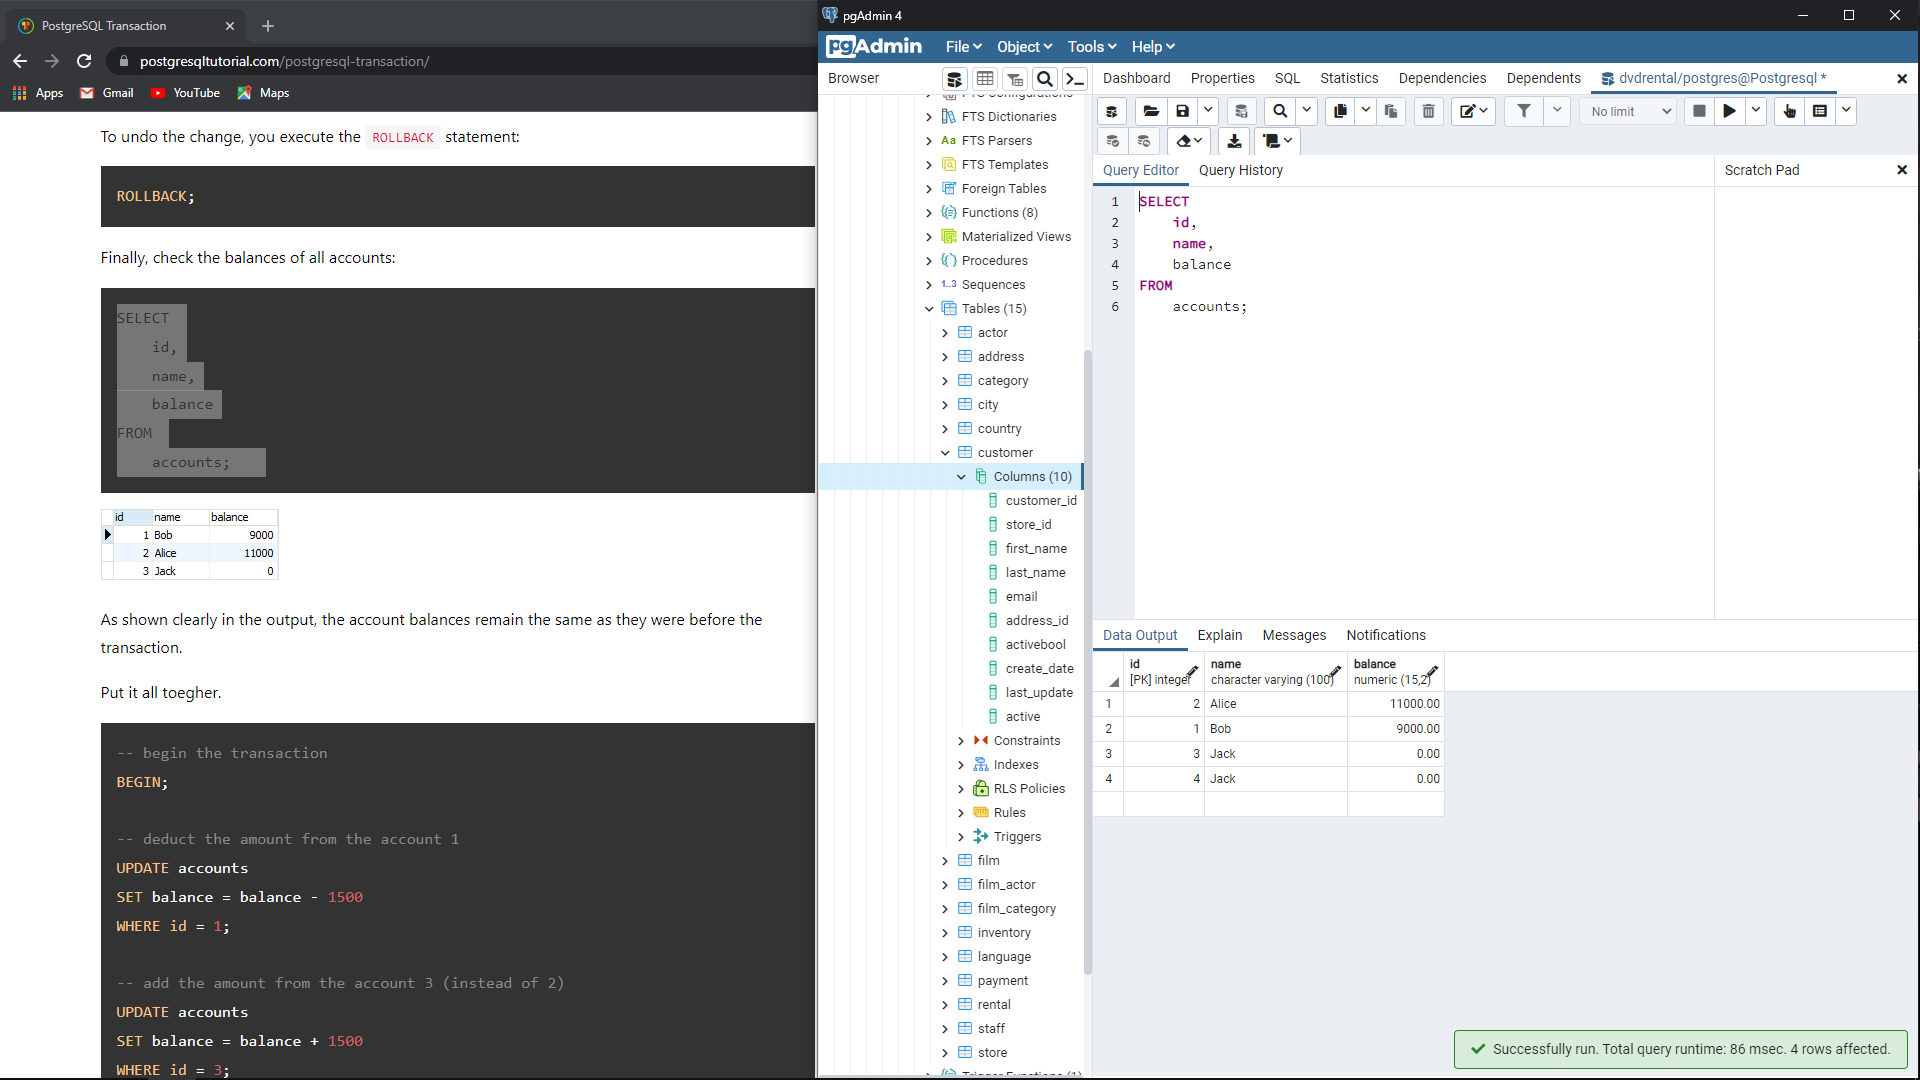 PostgreSQL Transaction
postgresqltutorial.com/postgresql-transaction/
Apps
Gmail
YouTube
Maps
To undo the change, you execute the ROLLBACK statement:
ROLLBACK;
Finally, check the balances of all accounts:
SELECT
id,
name,
balance
FROM
accounts;
id name balance
1 Bob 9000
2 Alice 11000
3 Jack 0
As shown clearly in the output, the account balances remain the same as they were before the
transaction.
Put it all toegher.
-- begin the transaction
BEGIN;
-- deduct the amount from the account 1
UPDATE accounts
SET balance = balance - 1500
WHERE id = 1;
-- add the amount from the account 3 (instead of 2)
UPDATE accounts
SET balance = balance + 1500
WHERE id = 3;
pgAdmin 4
pgAdmin File Object Tools Help
Browser
FTS Configurations
FTS Dictionaries
Aa FTS Parsers
FTS Templates
Foreign Tables
Functions (8)
Materialized Views
Procedures
1..3 Sequences
Tables (15)
actor
address
category
city
country
customer
Columns (10)
customer_id
store_id
first_name
last_name
email
address_id
activebool
create_date
last_update
active
Constraints
Indexes
RLS Policies
Rules
Triggers
film
film_actor
film_category
inventory
language
payment
rental
staff
store
Trigger Functions (1)
Dashboard Properties SQL Statistics Dependencies Dependents dvdrental/postgres@Postgresql *
No limit
Query Editor Query History
Scratch Pad
1 SELECT
2 id,
3 name,
4 balance
5 FROM
6 accounts;
Data Output Explain Messages Notifications
id name balance
[PK] integer character varying (100) numeric (15,2)
1 2 Alice 11000.00
2 1 Bob 9000.00
3 3 Jack 0.00
4 4 Jack 0.00
Successfully run. Total query runtime: 86 msec. 4 rows affected.